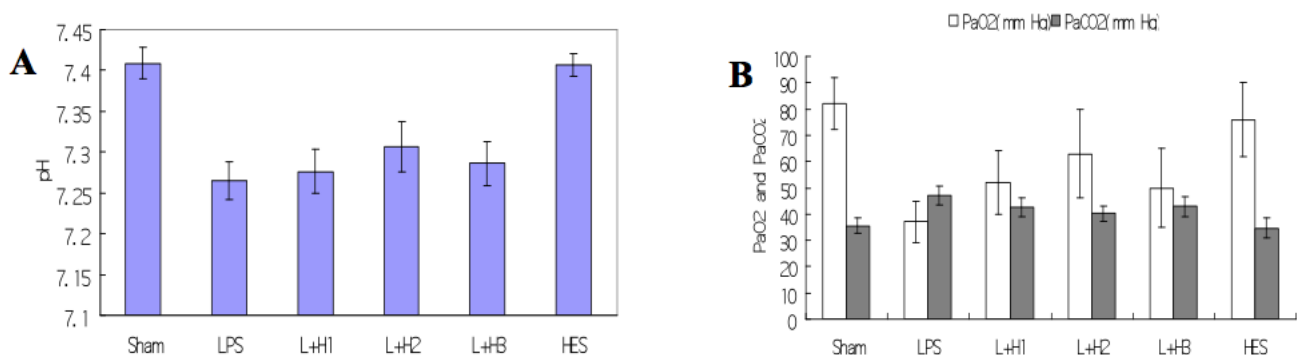 A
pH
7.45
7.4
7.35
7.3
7.25
7.2
7.15
7.1
Sham LPS L+H1 L+H2 L+H3 HES
B
PaO2(mm Hg) PaCO2(mm Hg)
PaO2 and PaCO2
100
90
80
70
60
50
40
30
20
10
0
Sham LPS L+H1 L+H2 L+H3 HES